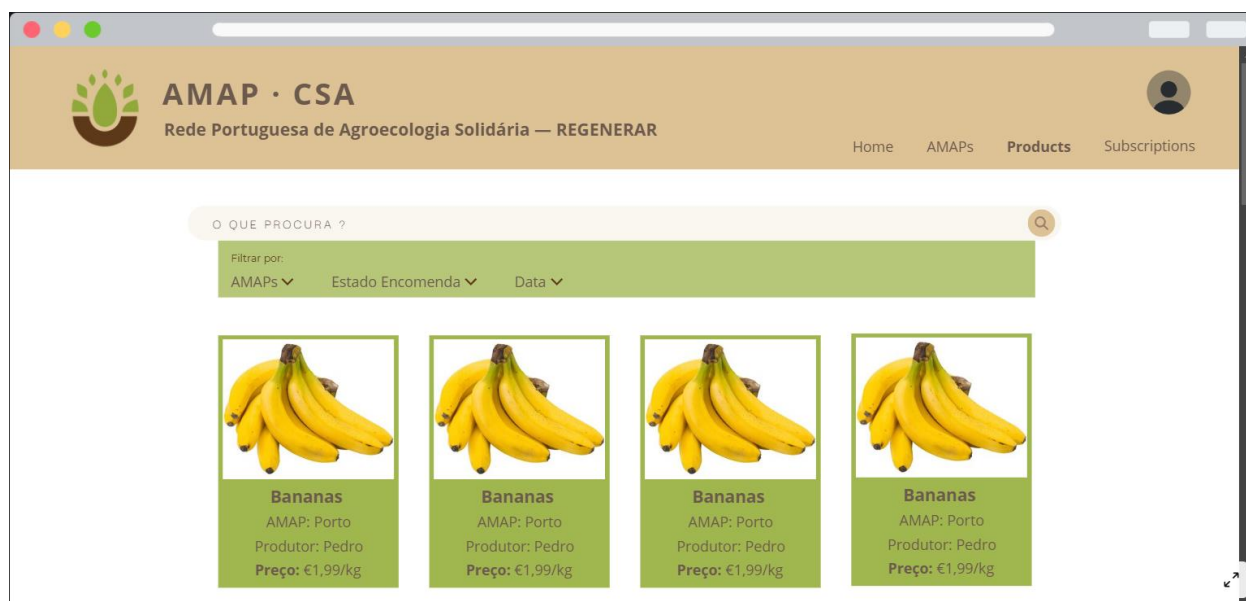 AMAP · CSA
Rede Portuguesa de Agroecologia Solidária — REGENERAR
Home AMAPs Products Subscriptions
O QUE PROCURA ?
Filtrar por:
AMAPs Estado Encomenda Data
Bananas Bananas Bananas Bananas
AMAP: Porto AMAP: Porto AMAP: Porto AMAP: Porto
Produtor: Pedro Produtor: Pedro Produtor: Pedro Produtor: Pedro
Preço: €1,99/kg Preço: €1,99/kg Preço: €1,99/kg Preço: €1,99/kg